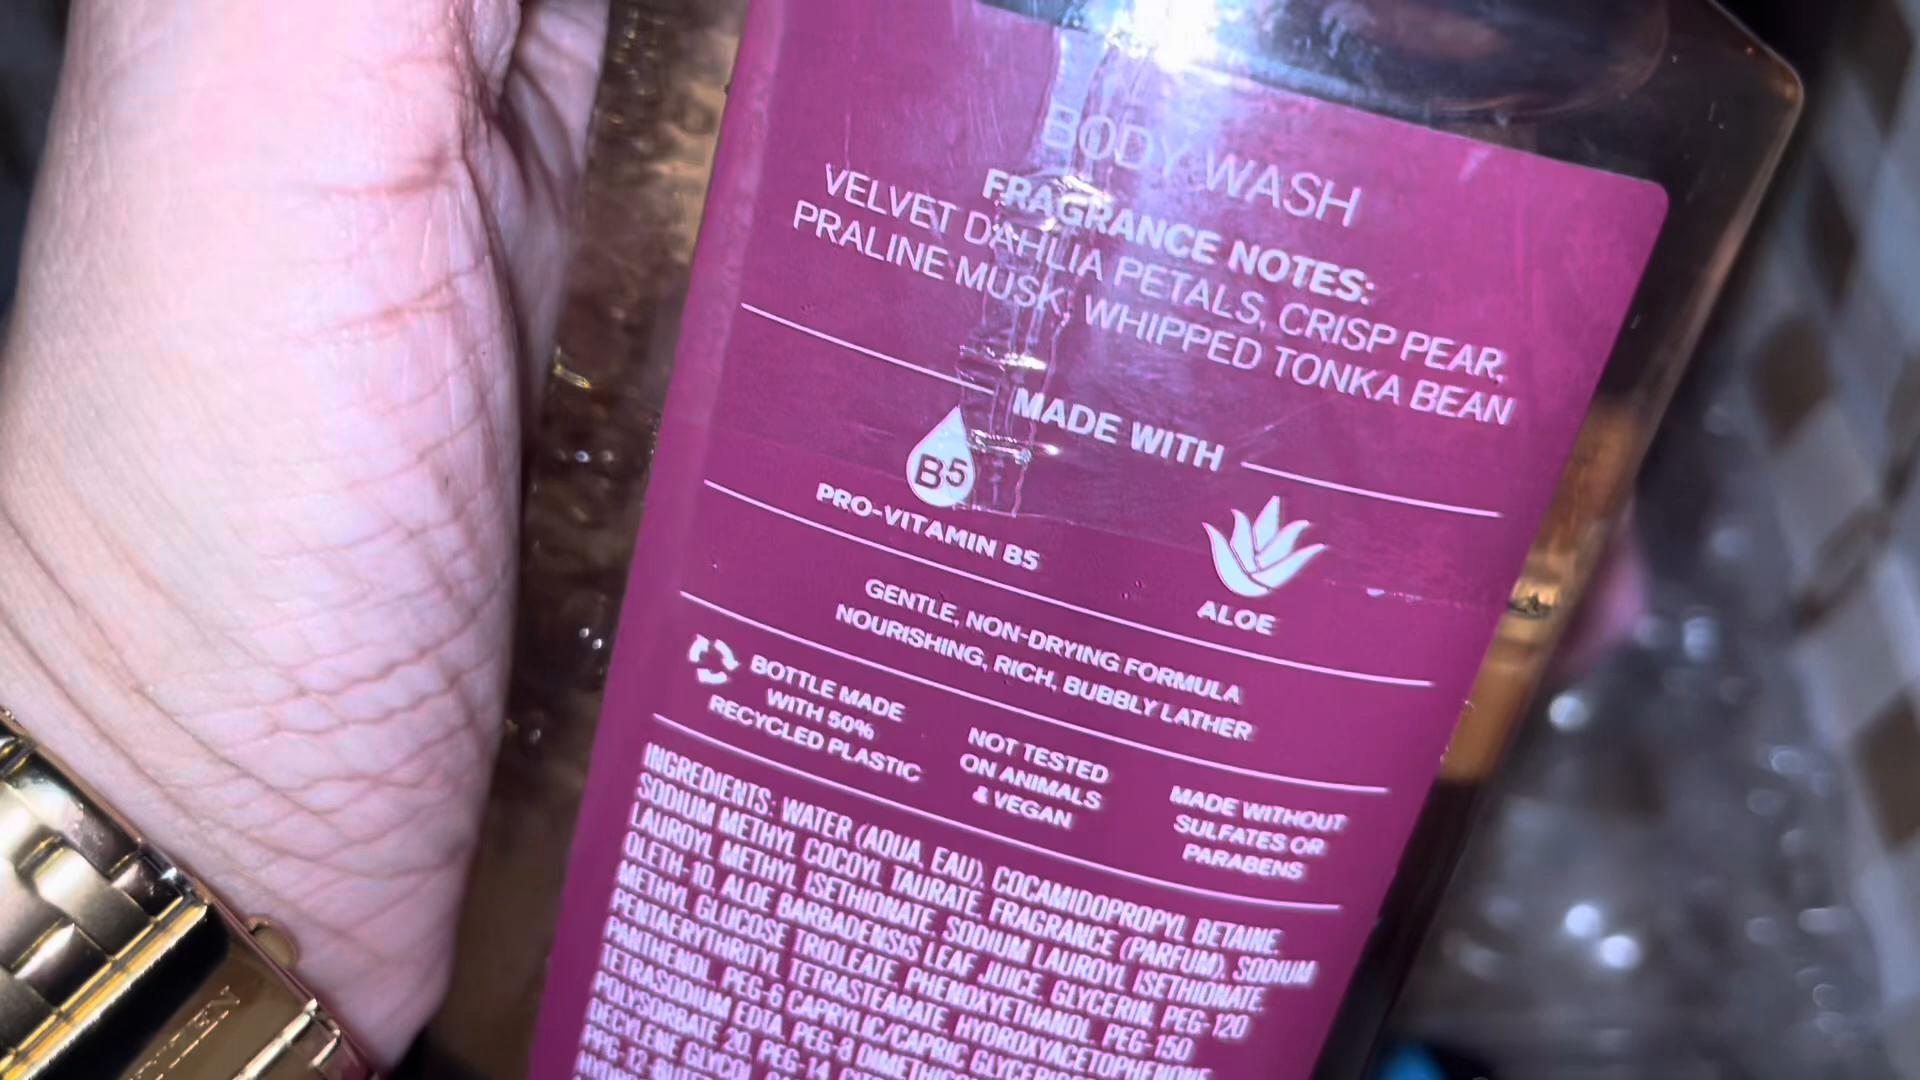 BODY WASH
FRAGRANCE NOTES:
VELVET DAHLIA PETALS, CRISP PEAR,
PRALINE MUSK, WHIPPED TONKA BEAN
MADE WITH
B5
PRO-VITAMIN B5
ALOE
GENTLE, NON-DRYING FORMULA
NOURISHING, RICH, BUBBLY LATHER
BOTTLE MADE
WITH 50%
RECYCLED PLASTIC
NOT TESTED
ON ANIMALS
& VEGAN
MADE WITHOUT
SULFATES OR
PARABENS
INGREDIENTS: WATER (AQUA, EAU), COCAMIDOPROPYL BETAINE,
SODIUM METHYL COCOYL TAURATE, FRAGRANCE (PARFUM), SODIUM
LAUROYL METHYL ISETHIONATE, SODIUM LAUROYL ISETHIONATE,
OLETH-10, ALOE BARBADENSIS LEAF JUICE, GLYCERIN, PEG-120
METHYL GLUCOSE TRIOLEATE, PHENOXYETHANOL, PEG-150
PENTAERYTHRITYL TETRASTEARATE, HYDROXYACETOPHENONE,
PANTHENOL, PEG-6 CAPRYLIC/CAPRIC
TETRASODIUM EDTA, PEG-8
POLYSORBATE 20, PEG-14
DECYLENE GLYCOL